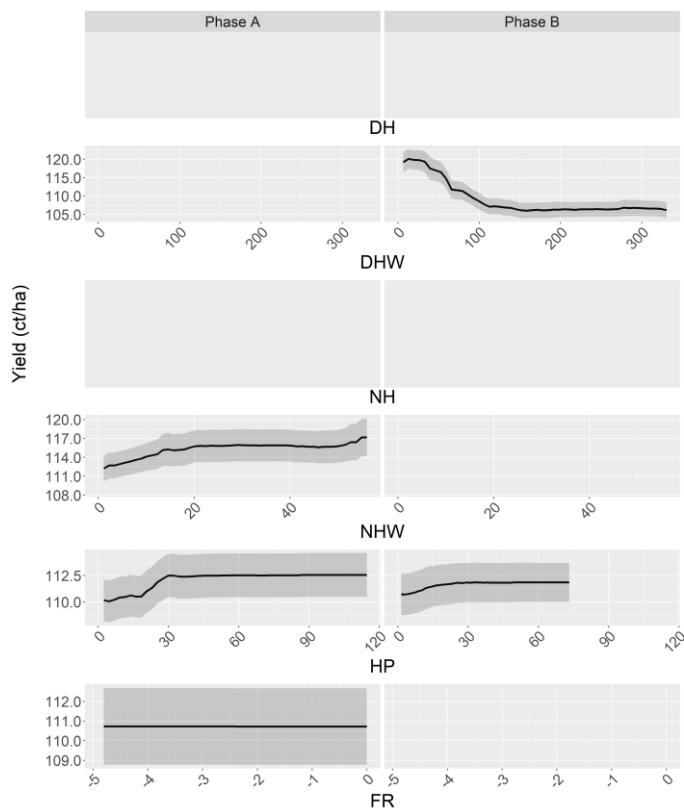 Phase A Phase B
DH
120.0
115.0
110.0
105.0
0 100 200 300 0 100 200 300
DHW
Yield (ct/ha)
NH
120.0
117.0
114.0
111.0
108.0
0 20 40 0 20 40
NHW
112.5
110.0
0 30 60 90 120 0 30 60 90 120
HP
112.0
111.0
110.0
109.0
-5 -4 -3 -2 -1 0 -5 -4 -3 -2 -1 0
FR